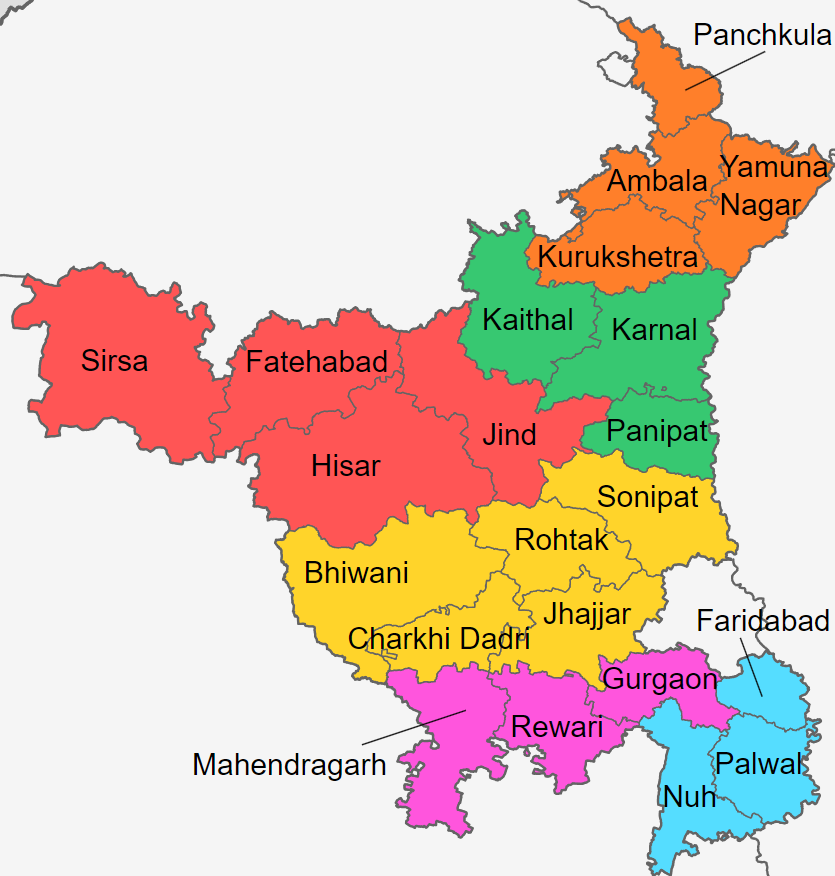 Panchkula
Ambala
Yamuna
Nagar
Kurukshetra
Kaithal
Karnal
Sirsa
Fatehabad
Jind
Panipat
Hisar
Sonipat
Rohtak
Bhiwani
Jhajjar
Charkhi Dadri
Faridabad
Gurgaon
Rewari
Mahendragarh
Palwal
Nuh